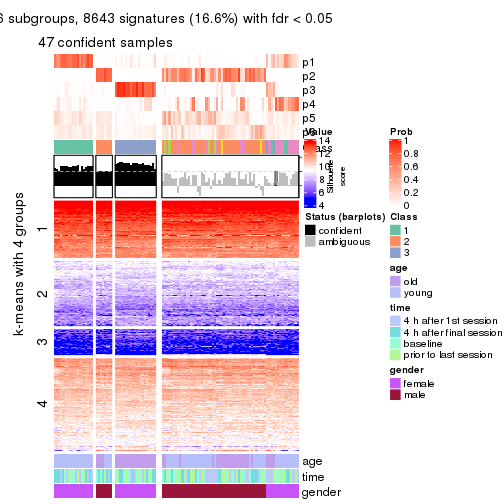 6 subgroups, 8643 signatures (16.6%) with fdr < 0.05
47 confident samples
p1
p2
p3
p4
p5
k-means with 4 groups
1
2
3
4
Value
14
12
10
8
6
4
silhouette
score
Prob
1
0.8
0.6
0.4
0.2
0
Status (barplots)
confident
ambiguous
Class
1
2
3
age
old
young
time
4 h after 1st session
4 h after final session
baseline
prior to last session
gender
female
male
age
time
gender